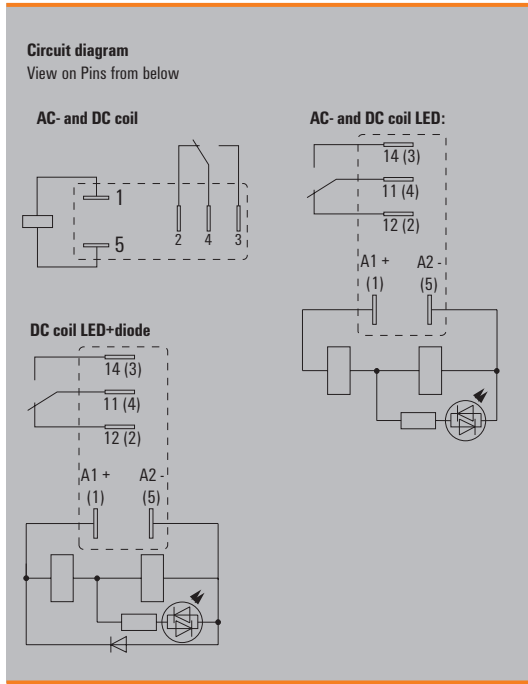 Circuit diagram
View on Pins from below
AC- and DC coil
1
5
2 4 3
AC- and DC coil LED:
14 (3)
11 (4)
12 (2)
A1 + A2 -
(1) (5)
DC coil LED+diode
14 (3)
11 (4)
12 (2)
A1 + A2 -
(1) (5)